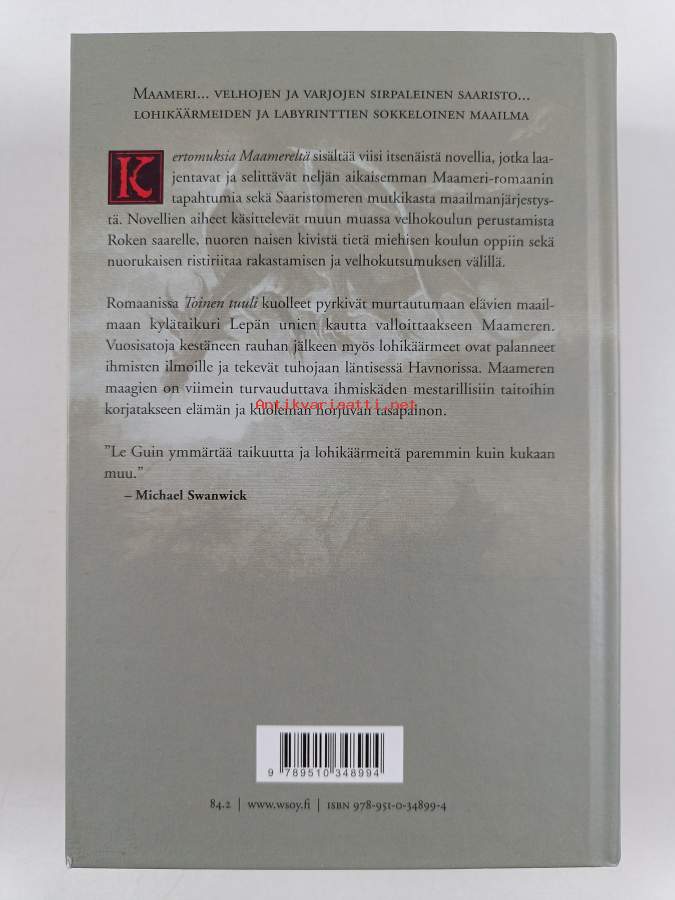 Maameri... velhojen ja varjojen sirpaleinen saaristo...
lohikäärmeiden ja labyrinttien sokkeloinen maailma
Kertomuksia Maamereltä sisältää viisi itsenäistä novellia, jotka laa-
jentavat ja selittävät neljän aikaisemman Maameri-romaanin
tapahtumia sekä Saaristomeren mutkikasta maailmanjärjestys-
tä. Novellien aiheet käsittelevät muun muassa velhokoulun perustamista
Roken saarelle, nuoren naisen kivistä tietä miehisen koulun oppiin sekä
nuorukaisen ristiriitaa rakastamisen ja velhokutsumuksen välillä.
Romaanissa Toinen tuuli kuolleet pyrkivät murtautumaan elävien maail-
maan kylätaikuri Lepän unien kautta valloittaakseen Maameren.
Vuosisatoja kestäneen rauhan jälkeen myös lohikäärmeet ovat palanneet
ihmisten ilmoille ja tekevät tuhojaan läntisessä Havnorissa. Maameren
maagien on viimein turvauduttava ihmiskäden mestarillisiin taitoihin
Antikvariaatti.net
korjatakseen elämän ja kuoleman horjuvan tasapainon.
"Le Guin ymmärtää taikuutta ja lohikäärmeitä paremmin kuin kukaan
muu."
– Michael Swanwick
9 789510 348994
84.2 | www.wsoy.fi | ISBN 978-951-0-34899-4